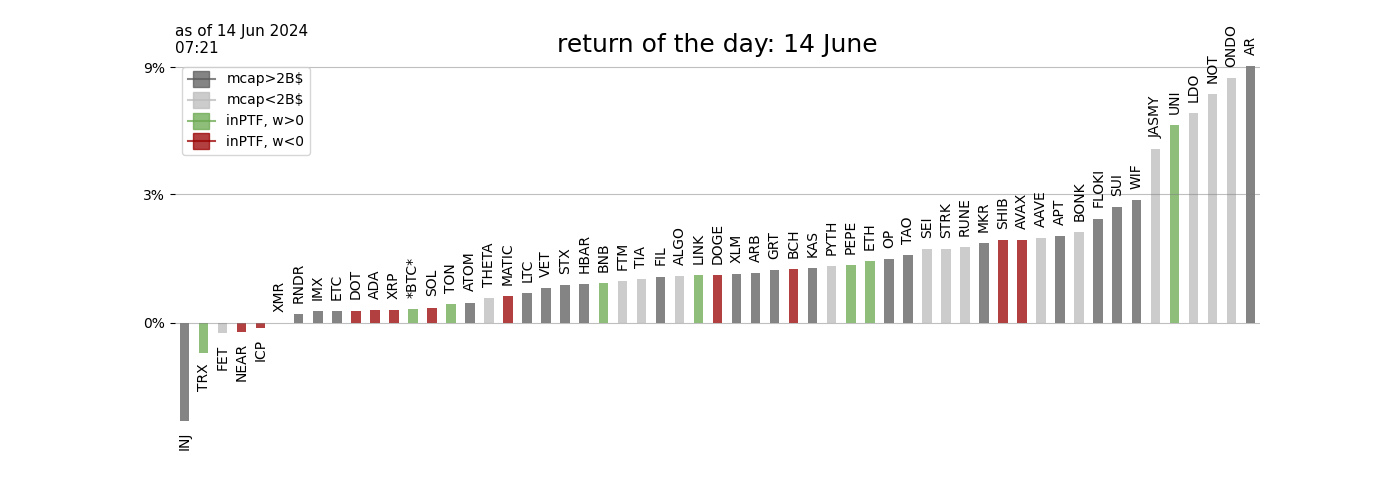 as of 14 Jun 2024
07:21
return of the day: 14 June
9%
3%
0%
mcap>2B$
mcap<2B$
inPTF, w>0
inPTF, w<0
INJ
TRX
FET
NEAR
ICP
XMR
RNDR
IMX
ETC
DOT
ADA
XRP
*BTC*
SOL
TON
ATOM
THETA
MATIC
LTC
VET
STX
HBAR
BNB
FTM
TIA
FIL
ALGO
LINK
DOGE
XLM
ARB
GRT
BCH
KAS
PYTH
PEPE
ETH
OP
TAO
SEI
STRK
RUNE
MKR
SHIB
AVAX
AAVE
APT
BONK
FLOKI
SUI
WIF
JASMY
UNI
LDO
NOT
ONDO
AR